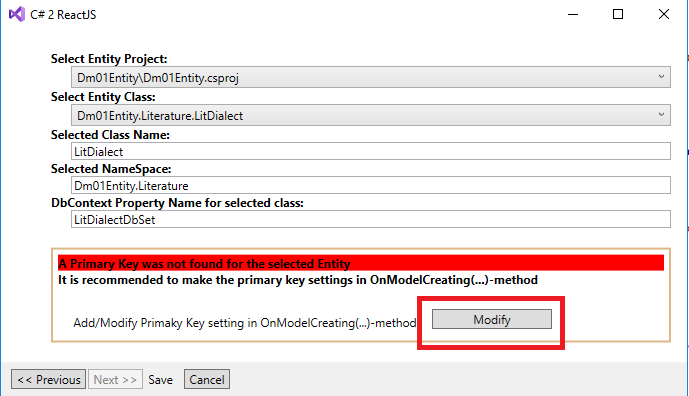 C# 2 ReactJS
Select Entity Project:
Dm01Entity\Dm01Entity.csproj
Select Entity Class:
Dm01Entity.Literature.LitDialect
Selected Class Name:
LitDialect
Selected NameSpace:
Dm01Entity.Literature
DbContext Property Name for selected class:
LitDialectDbSet
A Primary Key was not found for the selected Entity
It is recommended to make the primary key settings in OnModelCreating(...)-method
Add/Modify Primaky Key setting in OnModelCreating(...)-method
Modify
<< Previous Next >> Save Cancel